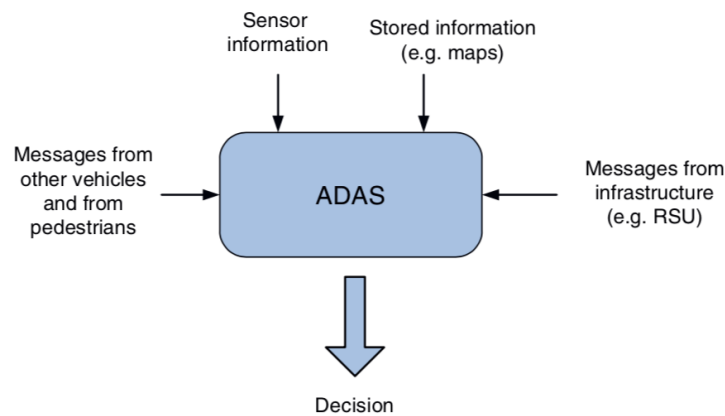 Sensor
information
Stored information
(e.g. maps)
Messages from
other vehicles
and from
pedestrians
ADAS
Messages from
infrastructure
(e.g. RSU)
Decision